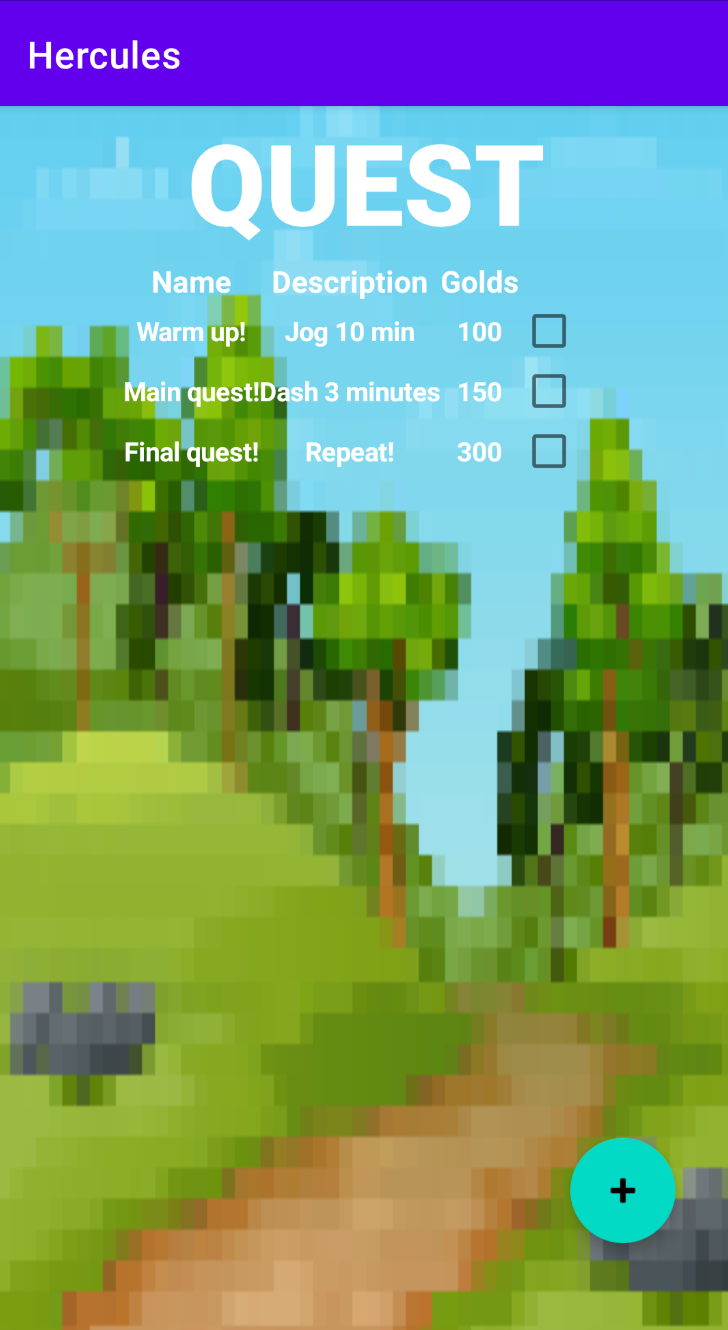 Hercules
QUEST
Name Description Golds
Warm up! Jog 10 min 100
Main quest!Dash 3 minutes 150
Final quest! Repeat! 300
+